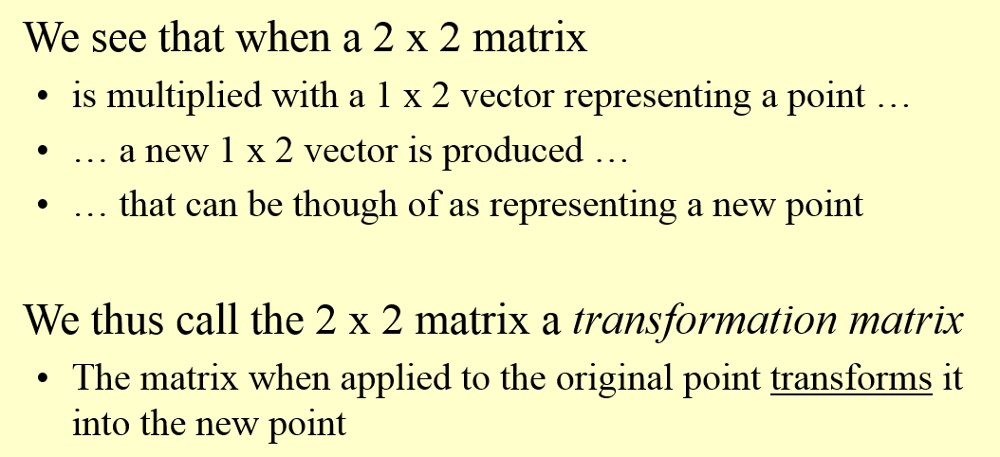 We see that when a 2 x 2 matrix
• is multiplied with a 1 x 2 vector representing a point …
• … a new 1 x 2 vector is produced …
• … that can be though of as representing a new point
We thus call the 2 x 2 matrix a transformation matrix
• The matrix when applied to the original point transforms it
into the new point